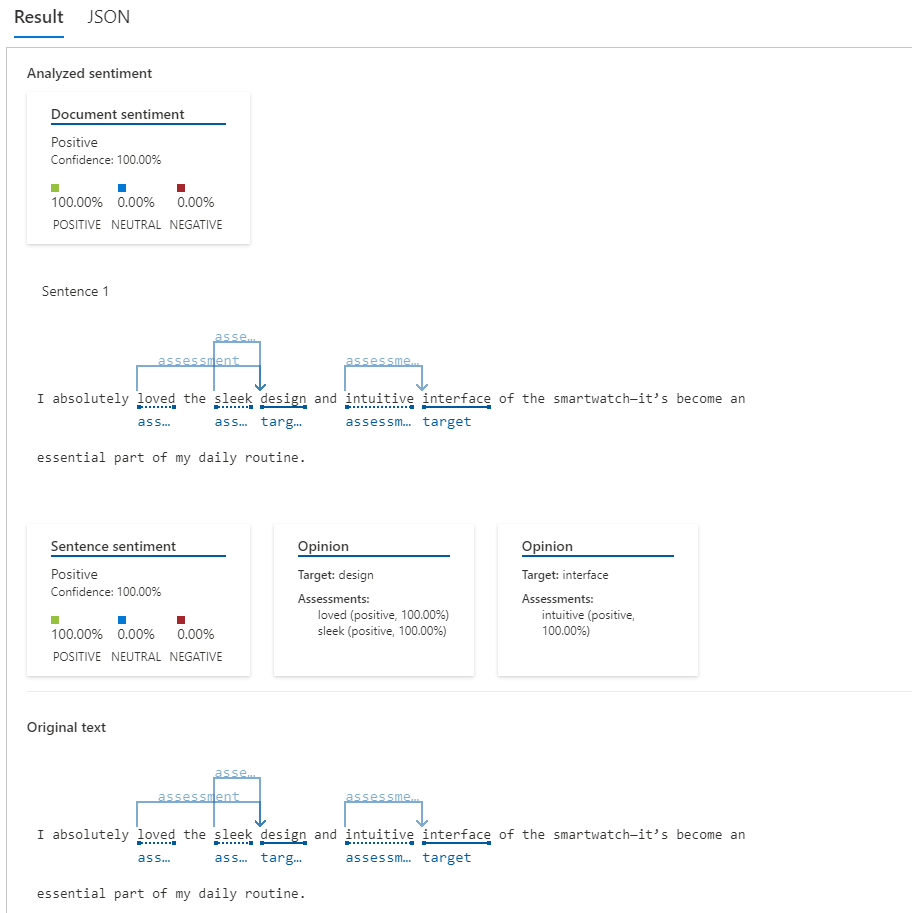 Result JSON
Analyzed sentiment
Document sentiment
Positive
Confidence: 100.00%
100.00% 0.00% 0.00%
POSITIVE NEUTRAL NEGATIVE
Sentence 1
asse…
assessment assessme…
I absolutely loved the sleek design and intuitive interface of the smartwatch—it’s become an
ass… ass… targ… assessm… target
essential part of my daily routine.
Sentence sentiment
Positive
Confidence: 100.00%
100.00% 0.00% 0.00%
POSITIVE NEUTRAL NEGATIVE
Opinion
Target: design
Assessments:
loved (positive, 100.00%)
sleek (positive, 100.00%)
Opinion
Target: interface
Assessments:
intuitive (positive,
100.00%)
Original text
asse…
assessment assessme…
I absolutely loved the sleek design and intuitive interface of the smartwatch—it’s become an
ass… ass… targ… assessm… target
essential part of my daily routine.